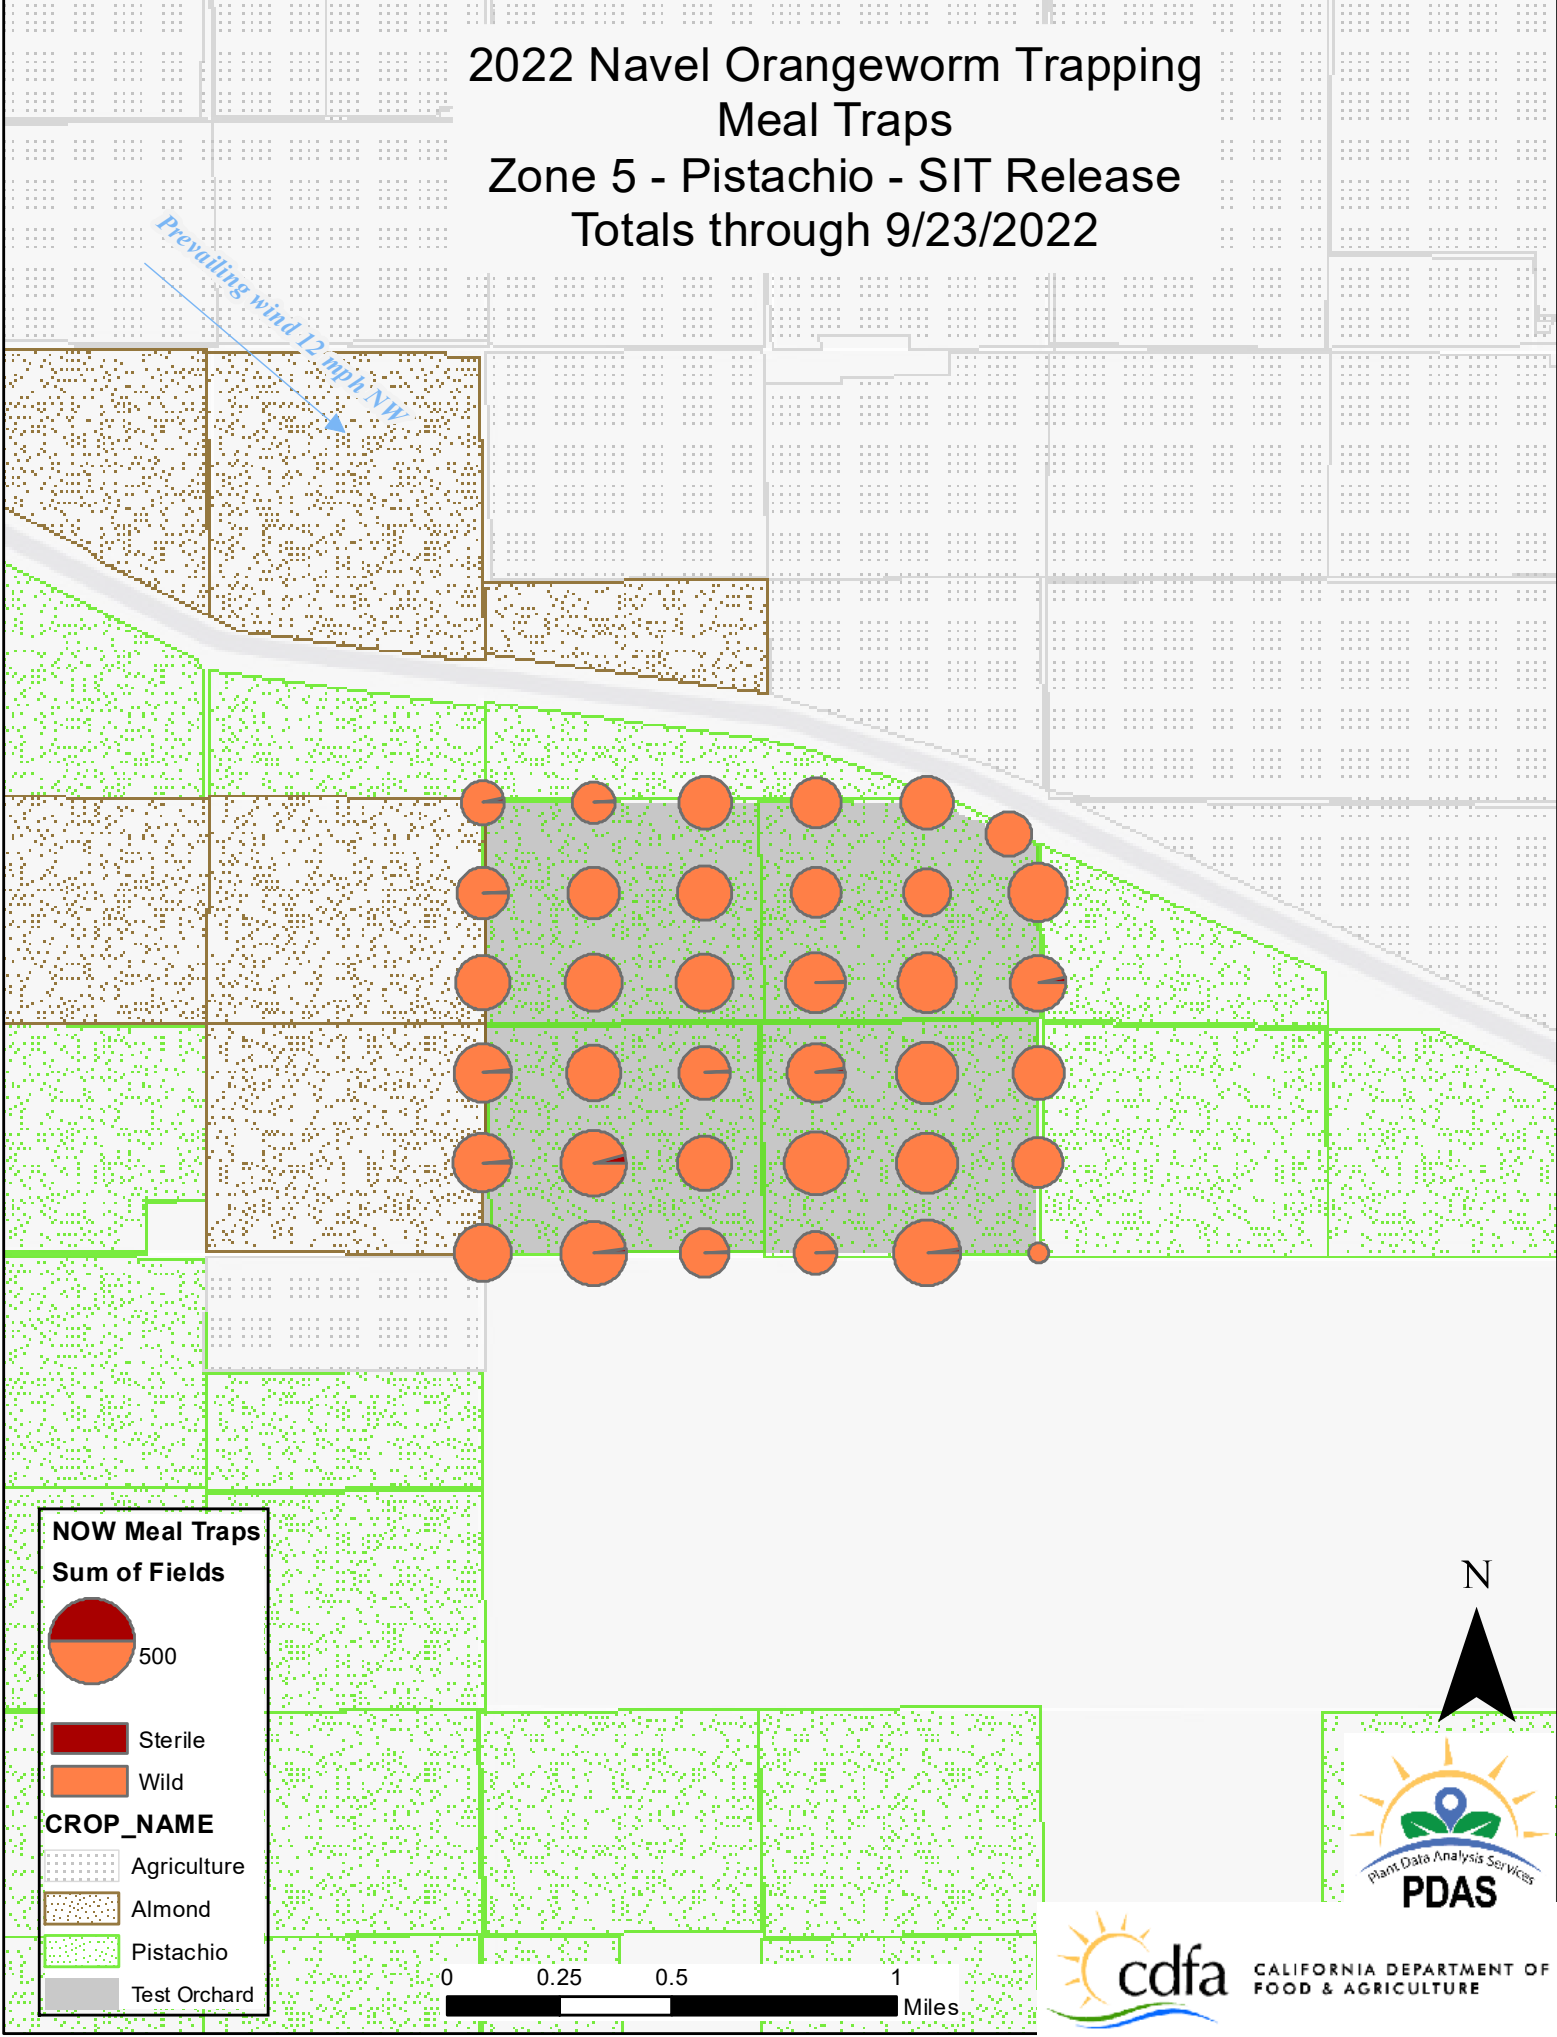 2022 Navel Orangeworm Trapping
Meal Traps
Zone 5 - Pistachio - SIT Release
Totals through 9/23/2022
Prevailing wind 12 mph NW
NOW Meal Traps
Sum of Fields
500
Sterile
Wild
CROP_NAME
Agriculture
Almond
Pistachio
Test Orchard
0 0.25 0.5 1
Miles
N
Plant Data Analysis Services
PDAS
cdfa
CALIFORNIA DEPARTMENT OF
FOOD & AGRICULTURE